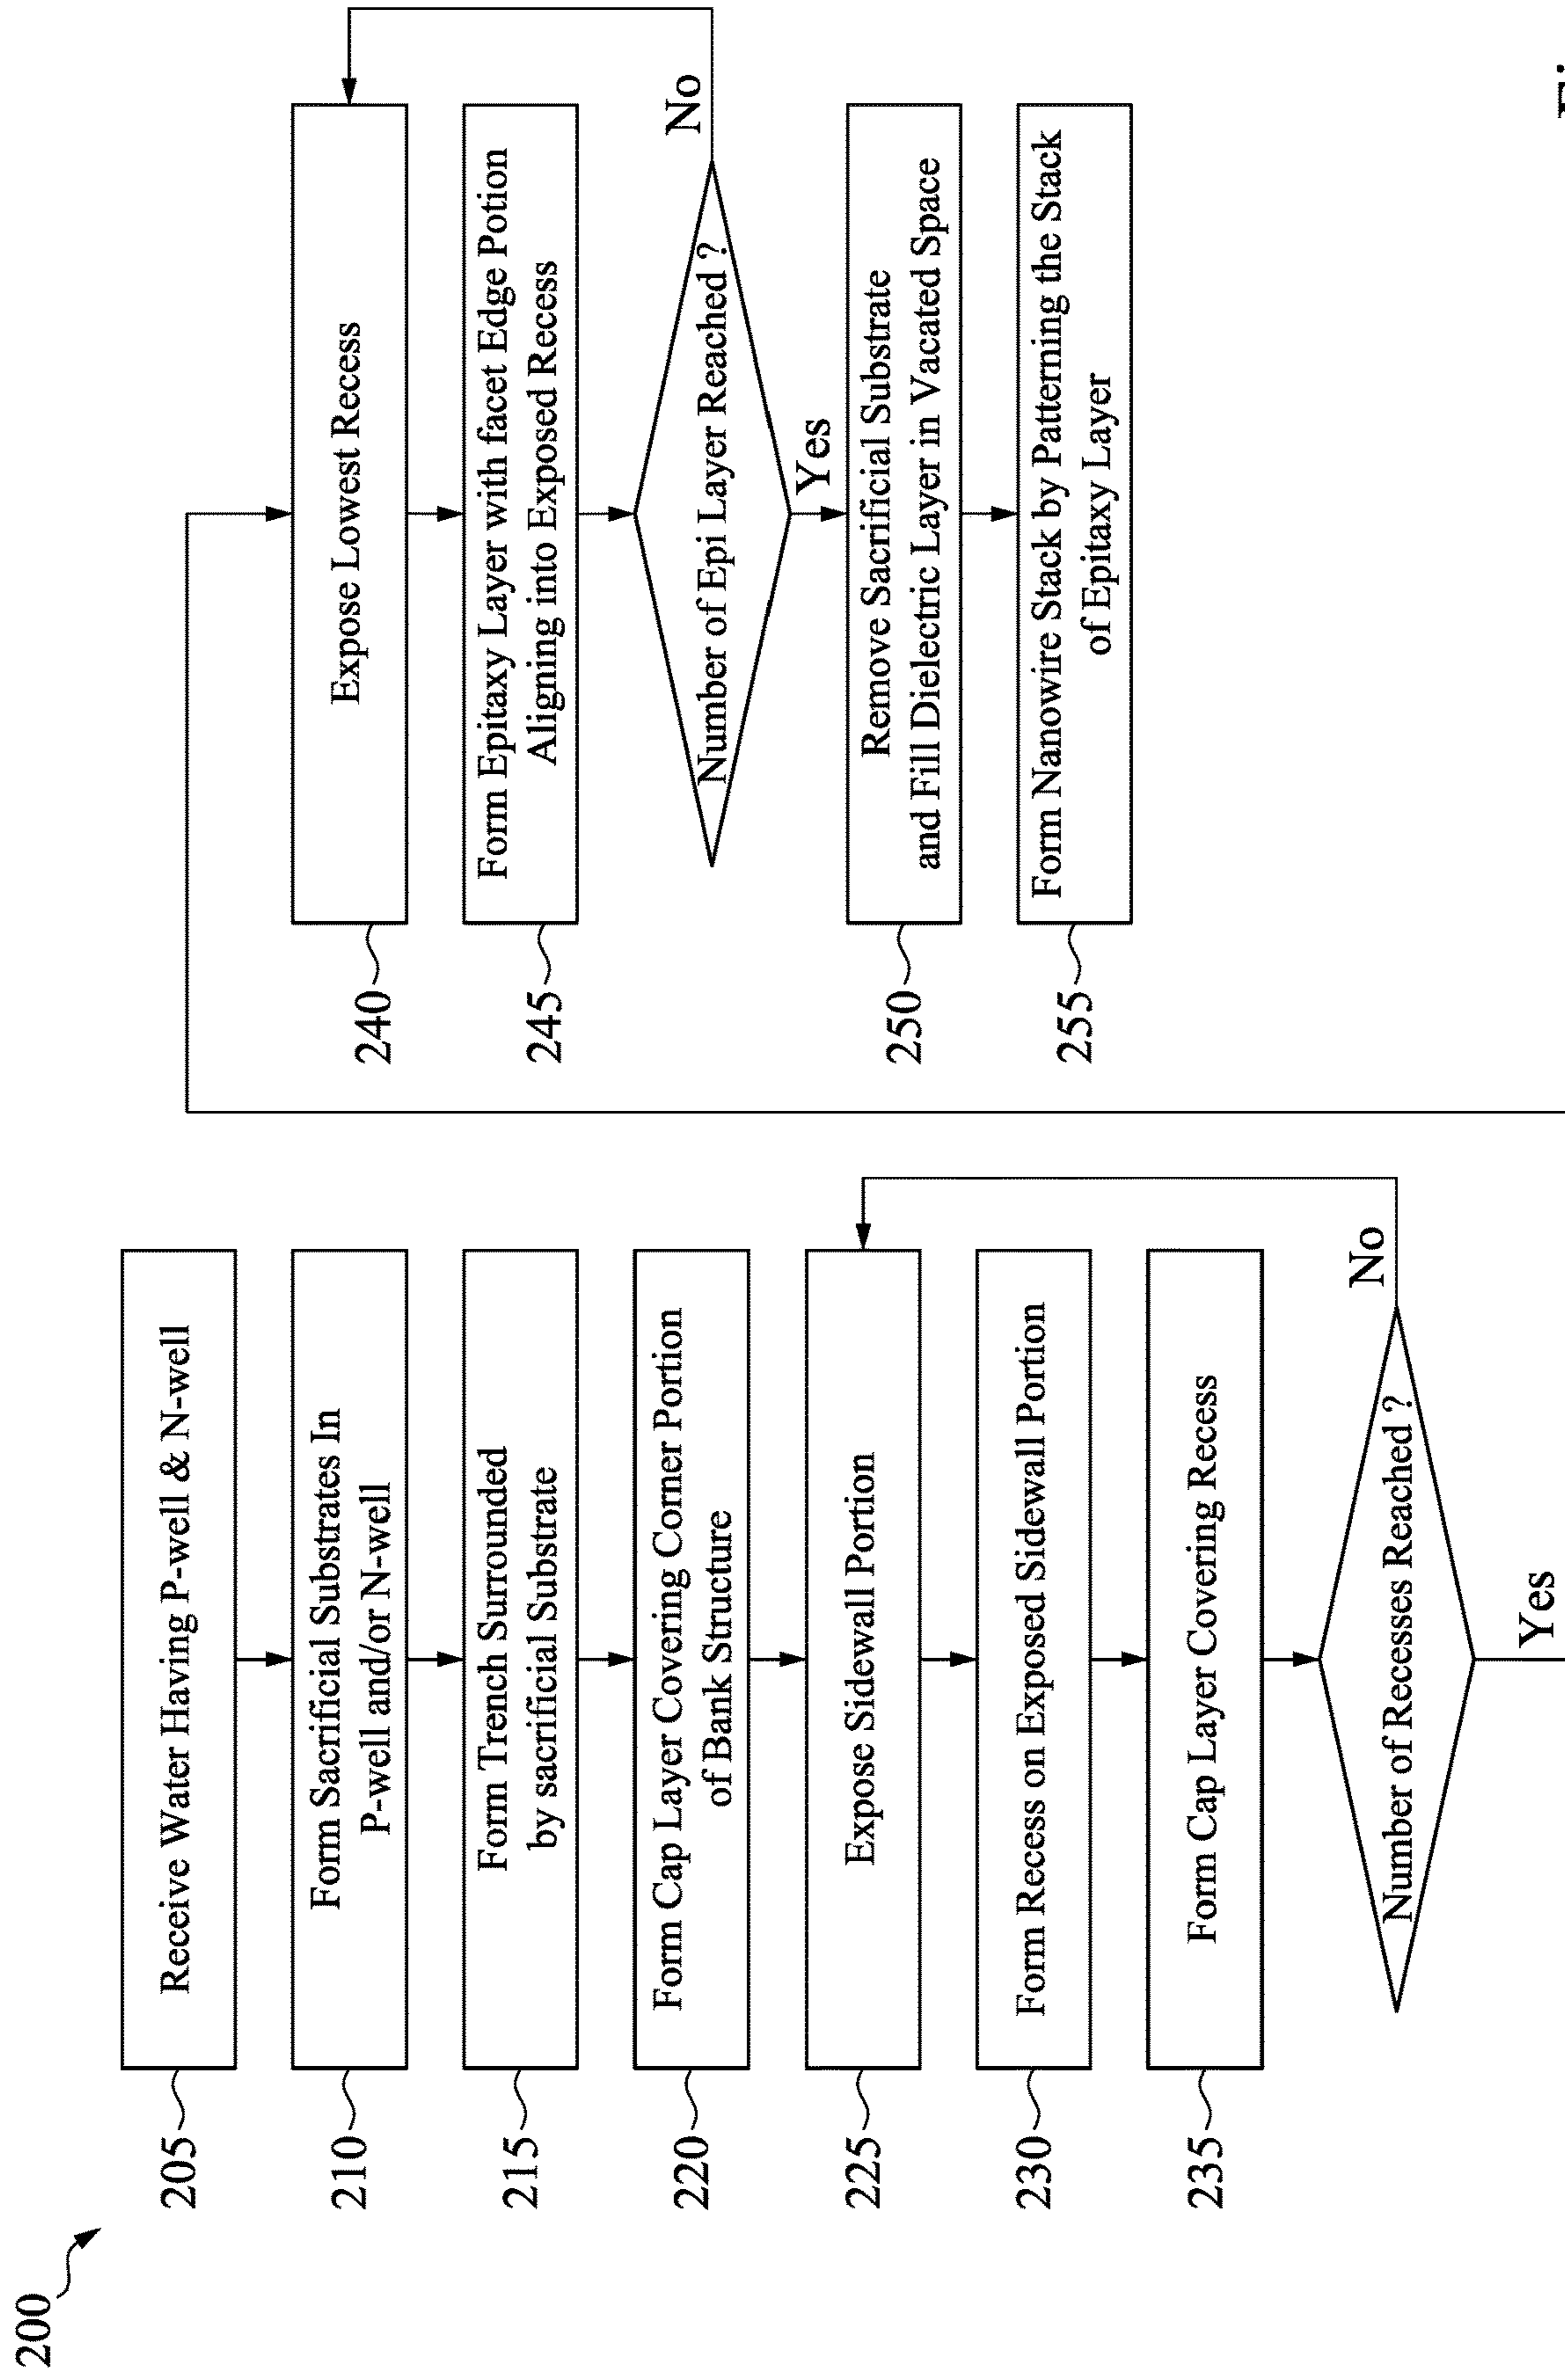 200
205
Receive Water Having P-well & N-well
210
Form Sacrificial Substrates In
P-well and/or N-well
215
Form Trench Surrounded
by sacrificial Substrate
220
Form Cap Layer Covering Corner Portion
of Bank Structure
225
Expose Sidewall Portion
230
Form Recess on Exposed Sidewall Portion
235
Form Cap Layer Covering Recess
Number of Recesses Reached ?
No
Yes
240
Expose Lowest Recess
245
Form Epitaxy Layer with facet Edge Potion
Aligning into Exposed Recess
Number of Epi Layer Reached ?
No
Yes
250
Remove Sacrificial Substrate
and Fill Dielectric Layer in Vacated Space
255
Form Nanowire Stack by Patterning the Stack
of Epitaxy Layer